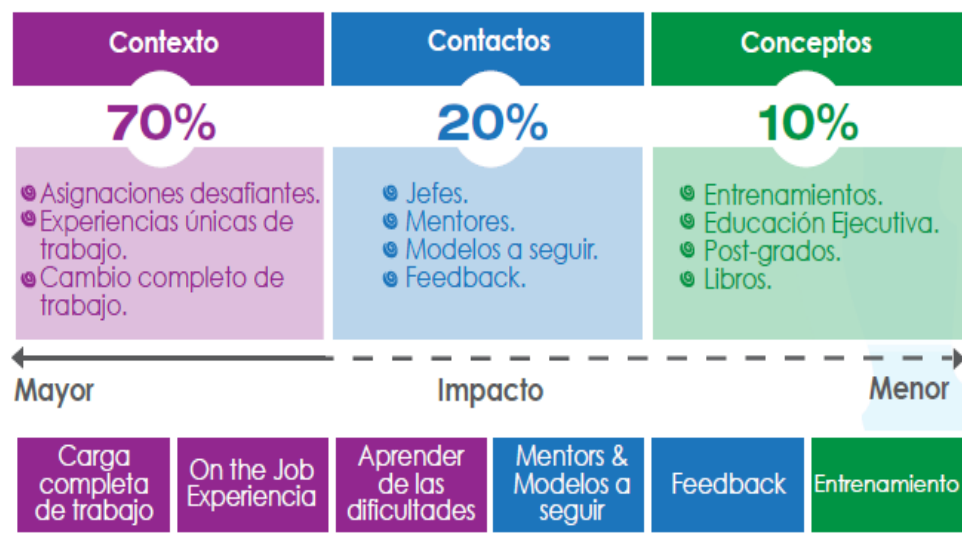 Contexto
70%
Asignaciones desafiantes.
Experiencias únicas de
trabajo.
Cambio completo de
trabajo.
Contactos
20%
Jefes.
Mentores.
Modelos a seguir.
Feedback.
Conceptos
10%
Entrenamientos.
Educación Ejecutiva.
Post-grados.
Libros.
Mayor
Impacto
Menor
Carga
completa
de trabajo
On the Job
Experiencia
Aprender
de las
dificultades
Mentors &
Modelos a
seguir
Feedback
Entrenamiento